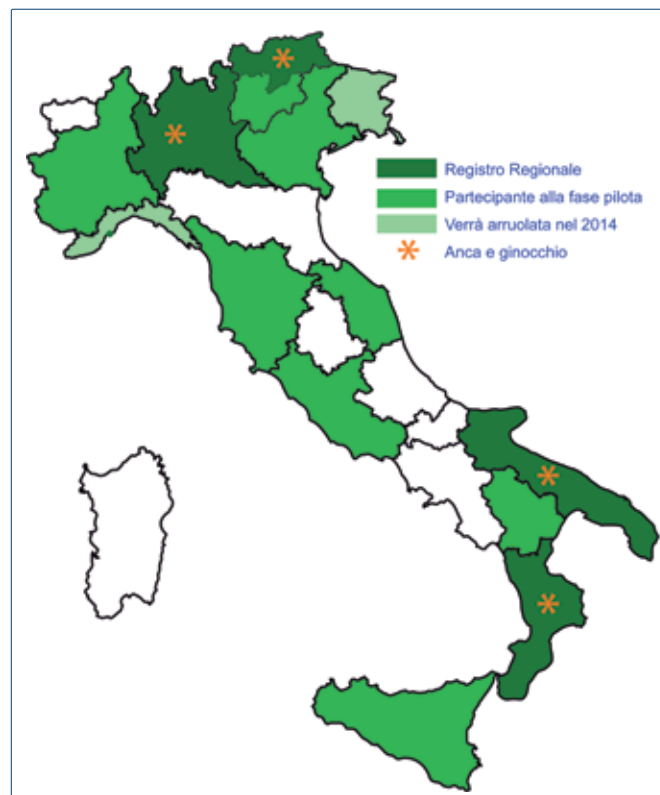 Registro Regionale
Partecipante alla fase pilota
Verrà arruolata nel 2014
Anca e ginocchio